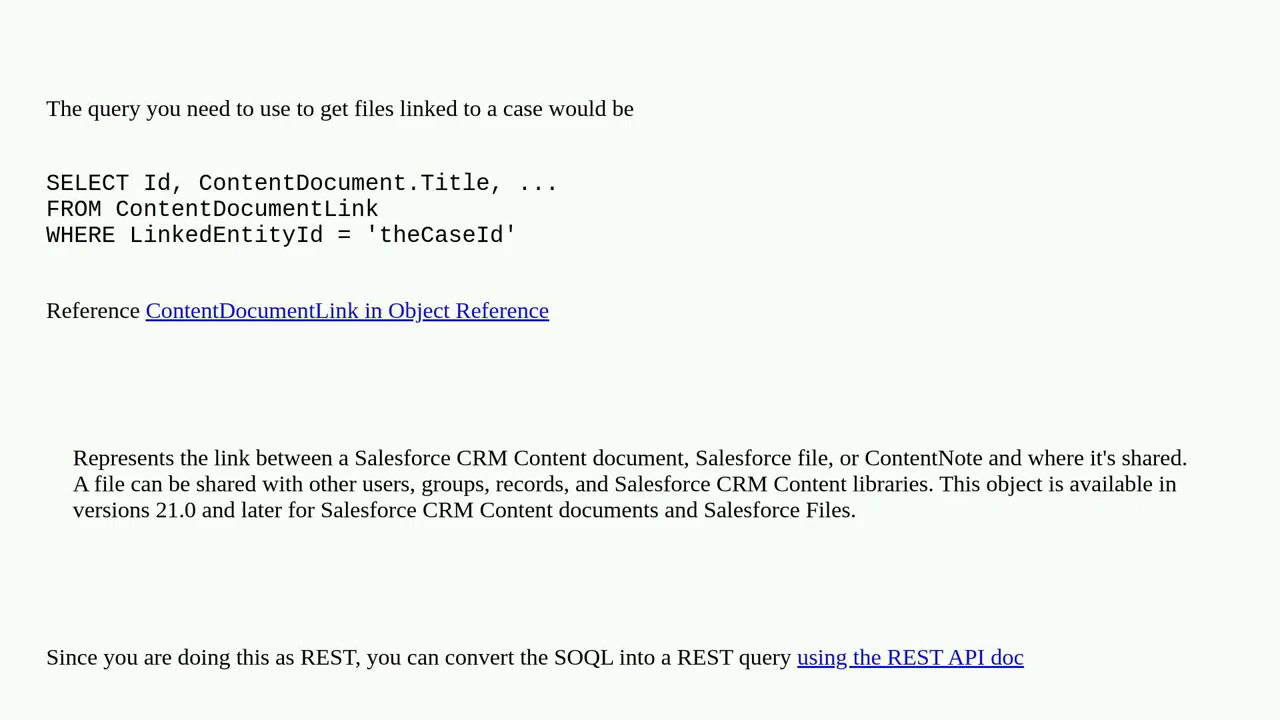 The query you need to use to get files linked to a case would be
SELECT Id, ContentDocument.Title, ...
FROM ContentDocumentLink
WHERE LinkedEntityId = 'theCaseId'
Reference ContentDocumentLink in Object Reference
Represents the link between a Salesforce CRM Content document, Salesforce file, or ContentNote and where it's shared.
A file can be shared with other users, groups, records, and Salesforce CRM Content libraries. This object is available in
versions 21.0 and later for Salesforce CRM Content documents and Salesforce Files.
Since you are doing this as REST, you can convert the SOQL into a REST query using the REST API doc